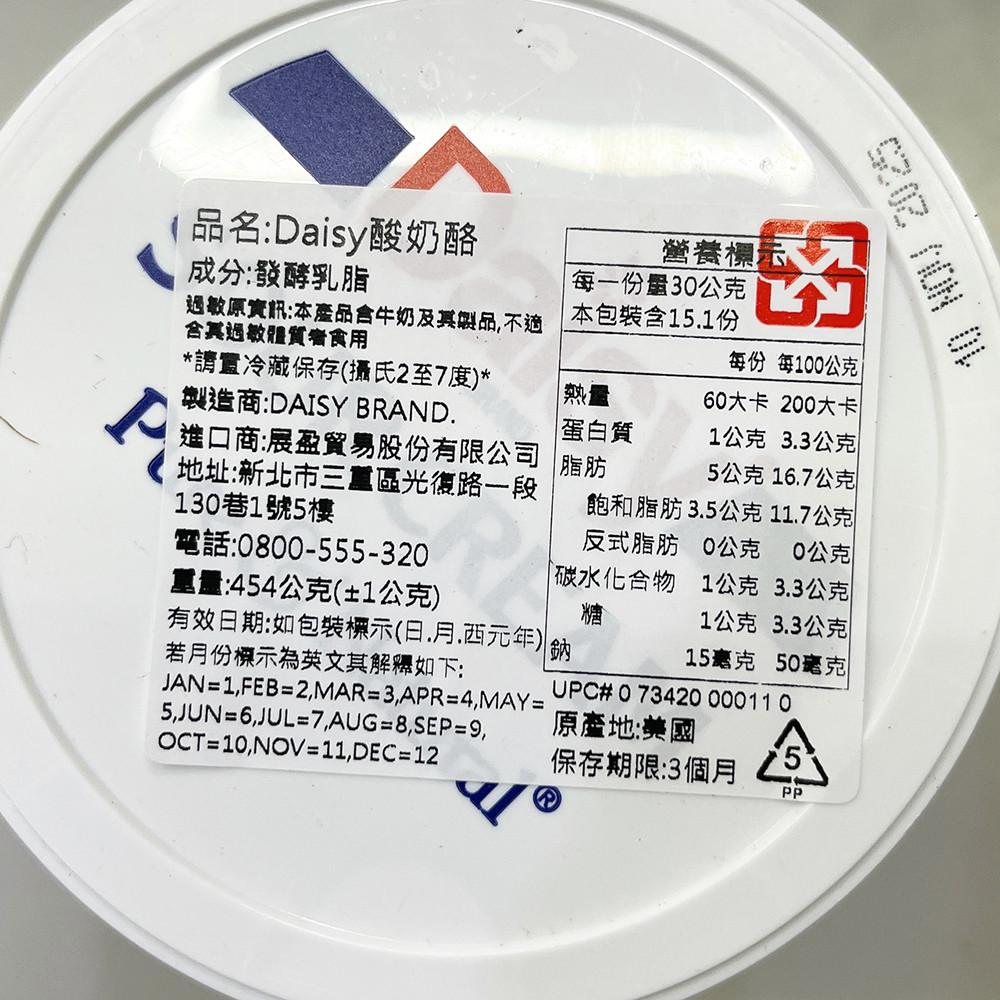 品名:Daisy酸奶酪
成分:發酵乳脂
過敏原資訊:本產品含牛奶及其製品,不適
合其過敏體質者食用
*請置冷藏保存(攝氏2至7度)*
製造商:DAISY BRAND.
進口商:展盈貿易股份有限公司
地址:新北市三重區光復路一段
130巷1號5樓
電話:0800-555-320
重量:454公克(±1公克)
有效日期:如包裝標示(日.月.西元年)
若月份標示為英文其解釋如下:
JAN=1,FEB=2,MAR=3,APR=4,MAY=
5,JUN=6,JUL=7,AUG=8,SEP=9,
OCT=10,NOV=11,DEC=12
營養標示
每一份量30公克
本包裝含15.1份
每份 每100公克
熱量 60大卡 200大卡
蛋白質 1公克 3.3公克
脂肪 5公克 16.7公克
飽和脂肪 3.5公克 11.7公克
反式脂肪 0公克 0公克
碳水化合物 1公克 3.3公克
糖 1公克 3.3公克
鈉 15毫克 50毫克
UPC# 0 73420 00011 0
原產地:美國
保存期限:3個月
5
PP
10 NOV 2025